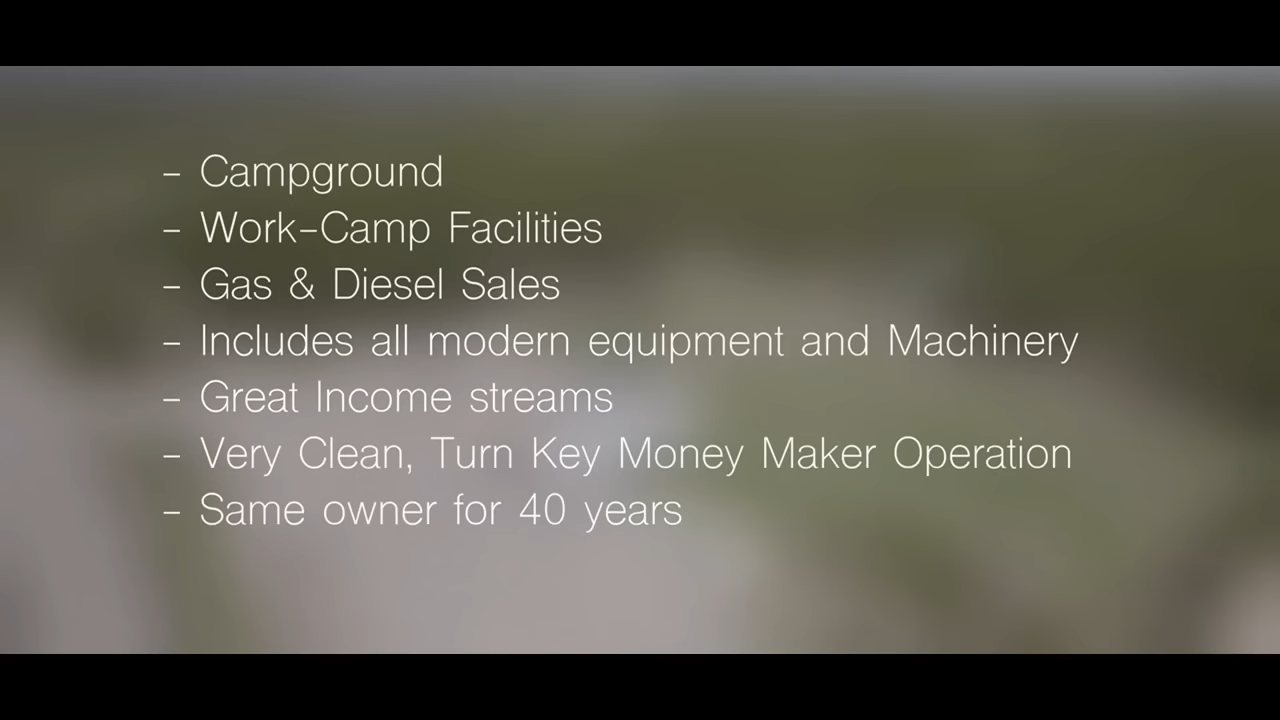 - Campground
- Work-Camp Facilities
- Gas & Diesel Sales
- Includes all modern equipment and Machinery
- Great Income streams
- Very Clean, Turn Key Money Maker Operation
- Same owner for 40 years